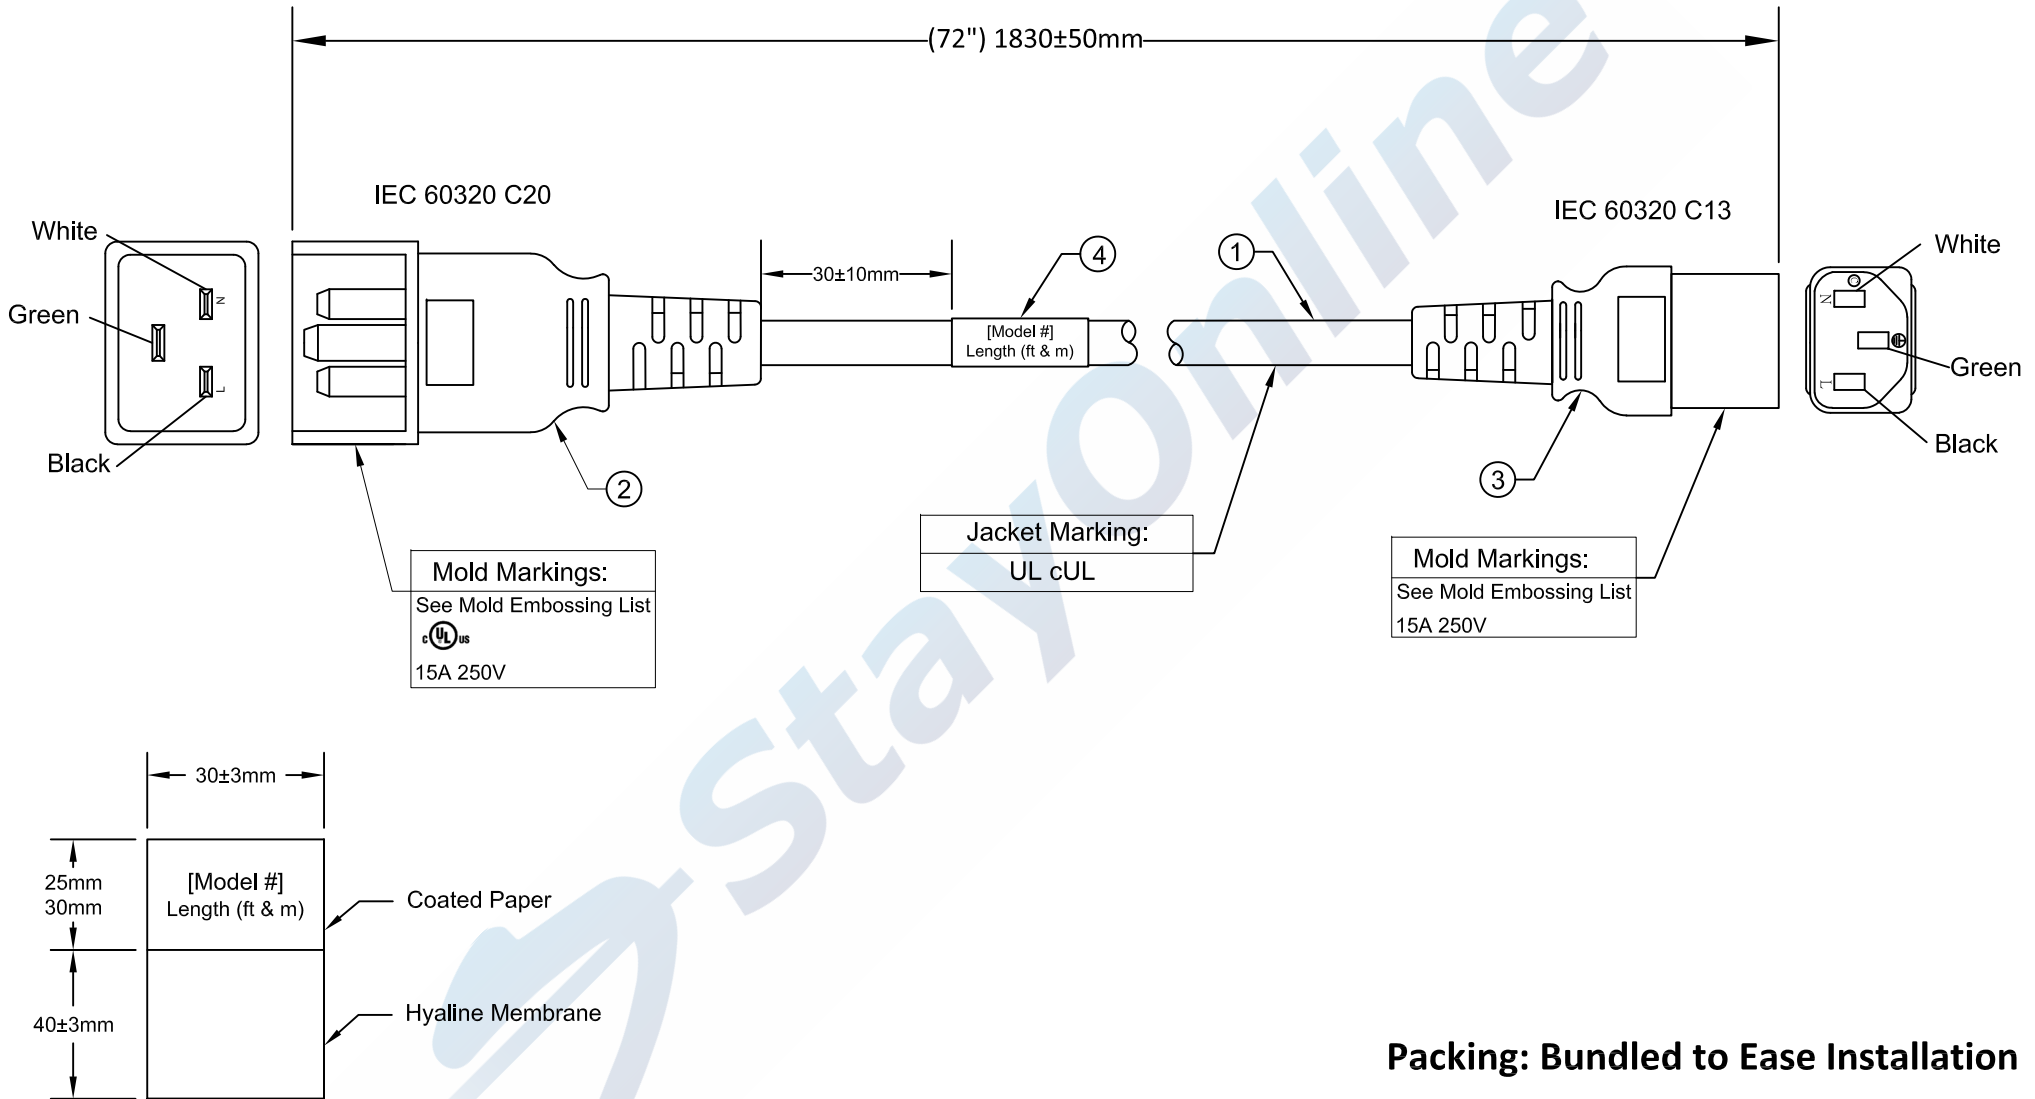 (72") 1830±50mm
IEC 60320 C20
IEC 60320 C13
White
Green
Black
N
L
30±10mm
4
1
[Model #]
Length (ft & m)
White
Green
Black
N
L
2
3
Mold Markings:
See Mold Embossing List
c UL us
15A 250V
Jacket Marking:
UL cUL
Mold Markings:
See Mold Embossing List
15A 250V
30±3mm
25mm
30mm
[Model #]
Length (ft & m)
Coated Paper
40±3mm
Hyaline Membrane
Packing: Bundled to Ease Installation
StayOnline